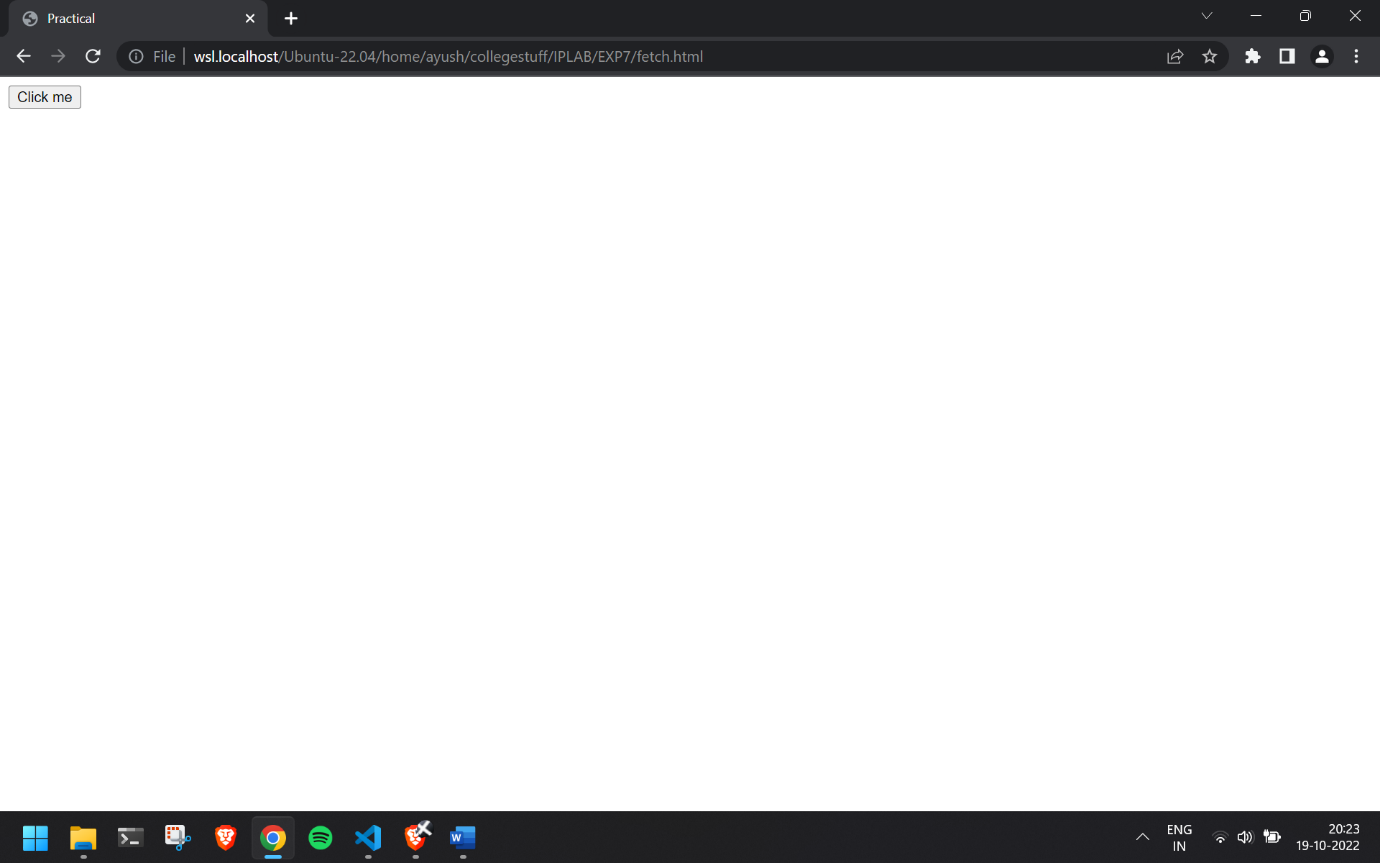 Practical
File wsl.localhost/Ubuntu-22.04/home/ayush/collegestuff/IPLAB/EXP7/fetch.html
Click me
W
ENG
IN
20:23
19-10-2022